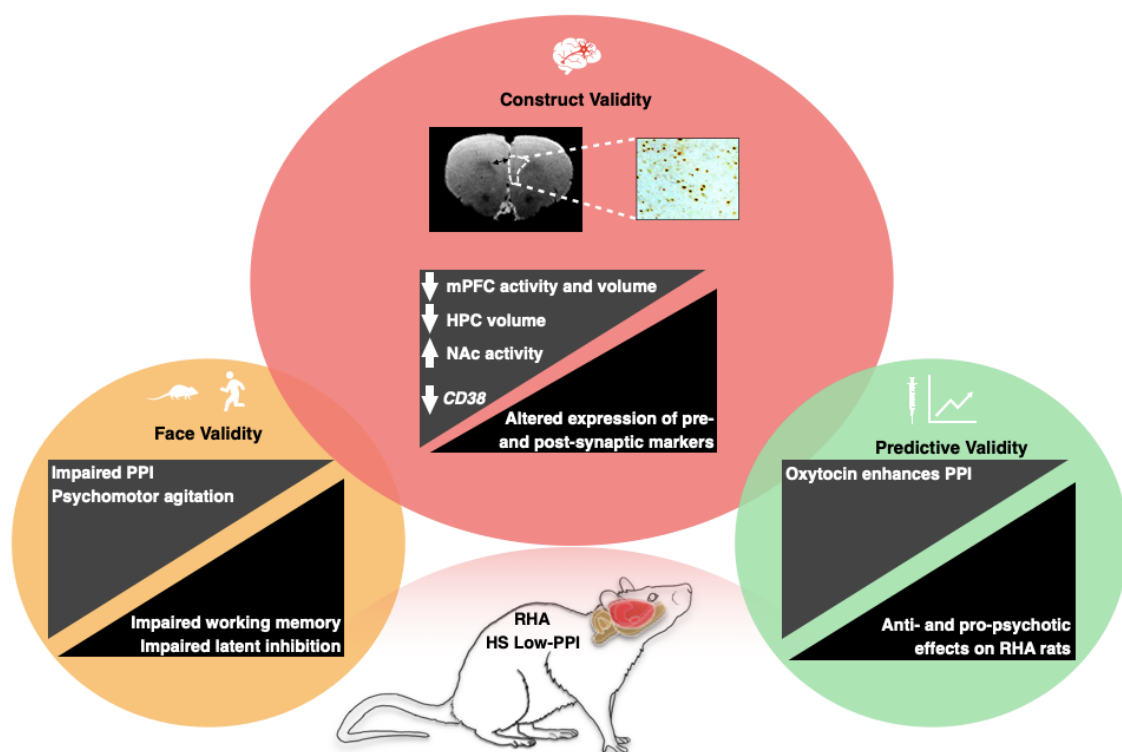 Construct Validity
mPFC activity and volume
HPC volume
NAc activity
CD38
Altered expression of pre-
and post-synaptic markers
Face Validity
Impaired PPI
Psychomotor agitation
Impaired working memory
Impaired latent inhibition
Predictive Validity
Oxytocin enhances PPI
Anti- and pro-psychotic
effects on RHA rats
RHA
HS Low-PPI